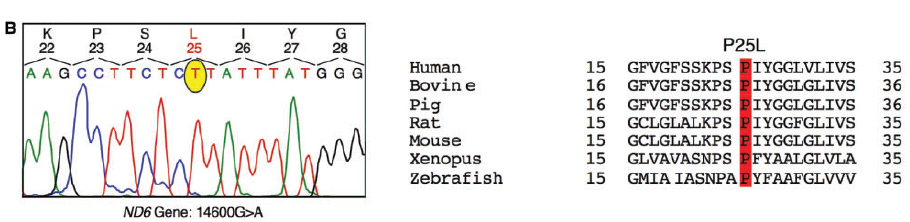 B
K P S L I Y G
22 23 24 25 26 27 28
A A G C C T T C T C T T A T T T A T G G G
ND6 Gene: 14600G>A
P25L
Human 15 GFVGFSSKPS P IYGGLVLIVS 35
Bovine 16 GFVGFSSKPS P IYGGLGLIVS 36
Pig 16 GFVGFSSKPS P IYGGLGLIVS 36
Rat 15 GCLGLALKPS P IYGGFGLIVS 35
Mouse 15 GCLGLALKPS P IYGGLGLIVS 35
Xenopus 15 GLVAVASNPS P FYAALGLVLA 35
Zebrafish 15 GMIAIASNPA P YFAAFGLVVV 35